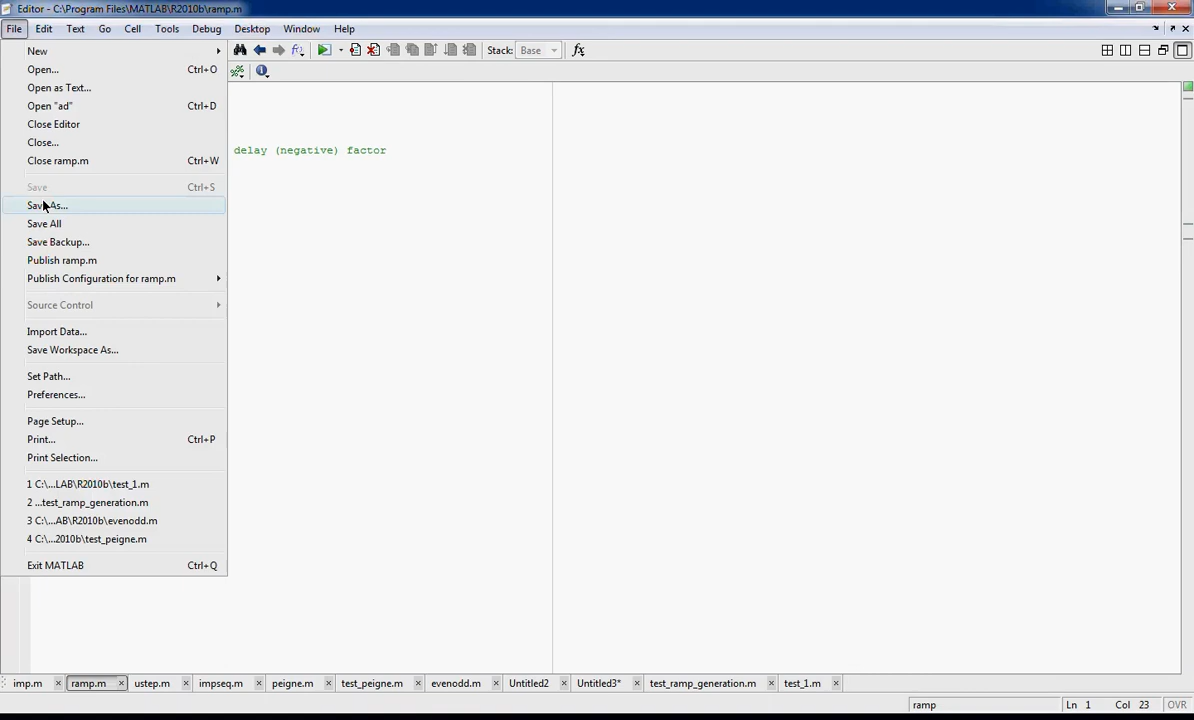 Editor - C:\Program Files\MATLAB\R2010b\ramp.m
File Edit Text Go Cell Tools Debug Desktop Window Help
New
Stack: Base
Open... Ctrl+O
Open as Text...
Open "ad" Ctrl+D
Close Editor
Close...
delay (negative) factor
Close ramp.m Ctrl+W
Save Ctrl+S
Save As...
Save All
Save Backup...
Publish ramp.m
Publish Configuration for ramp.m
Source Control
Import Data...
Save Workspace As...
Set Path...
Preferences...
Page Setup...
Print... Ctrl+P
Print Selection...
1 C:\...LAB\R2010b\test_1.m
2 ...test_ramp_generation.m
3 C:\...AB\R2010b\evenodd.m
4 C:\...2010b\test_peigne.m
Exit MATLAB Ctrl+Q
imp.m ramp.m ustep.m impseq.m peigne.m test_peigne.m evenodd.m Untitled2 Untitled3* test_ramp_generation.m test_1.m
ramp Ln 1 Col 23 OVR